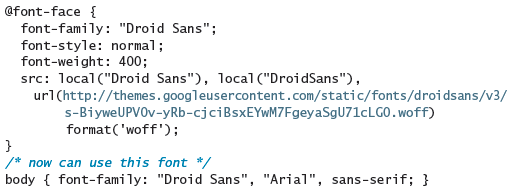 @font-face {
  font-family: "Droid Sans";
  font-style: normal;
  font-weight: 400;
  src: local("Droid Sans"), local("DroidSans"),
    url(http://themes.googleusercontent.com/static/fonts/droidsans/v3/
        s-BiyweUPVOv-yRb-cjciBsxEYwM7FgeyaSgU71cLG0.woff)
        format('woff');
}
/* now can use this font */
body { font-family: "Droid Sans", "Arial", sans-serif; }